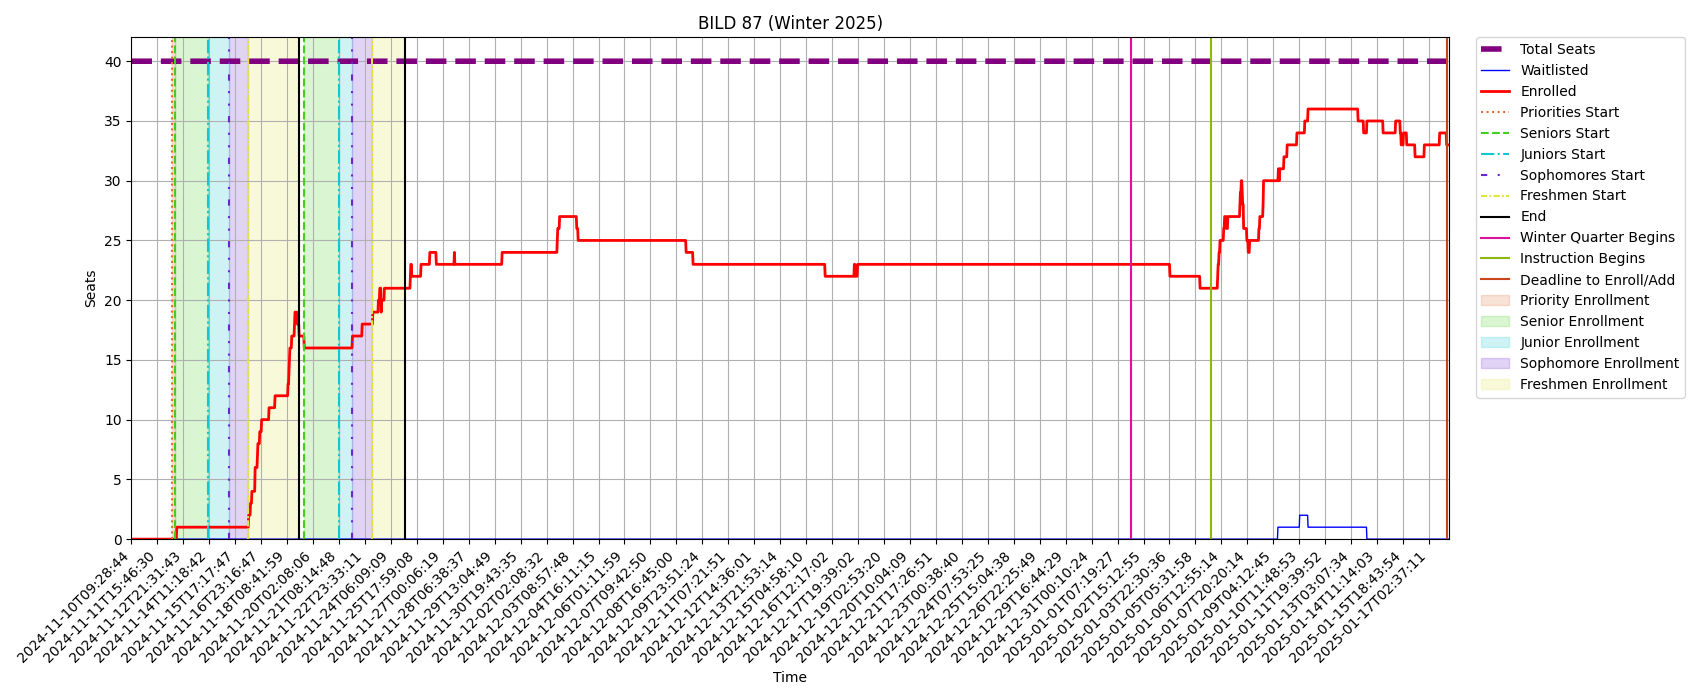 BILD 87 (Winter 2025)
Seats
40
35
30
25
20
15
10
5
0
2024-11-10T09:28:44
2024-11-11T15:46:30
2024-11-12T21:31:43
2024-11-14T11:18:42
2024-11-15T17:17:47
2024-11-16T23:16:47
2024-11-18T08:41:59
2024-11-20T02:08:06
2024-11-21T08:14:48
2024-11-22T23:33:11
2024-11-24T06:09:09
2024-11-25T17:59:08
2024-11-27T00:06:19
2024-11-28T06:38:37
2024-11-29T13:04:49
2024-11-30T19:43:35
2024-12-02T02:08:32
2024-12-03T08:57:48
2024-12-04T16:11:15
2024-12-06T01:11:59
2024-12-07T09:42:50
2024-12-08T16:45:00
2024-12-09T23:51:24
2024-12-11T07:21:51
2024-12-12T14:36:01
2024-12-13T21:53:14
2024-12-15T04:58:10
2024-12-16T12:17:02
2024-12-17T19:39:02
2024-12-19T02:53:20
2024-12-20T10:04:09
2024-12-21T17:26:51
2024-12-23T00:38:40
2024-12-24T07:53:25
2024-12-25T15:04:38
2024-12-26T22:25:49
2024-12-29T16:44:29
2024-12-31T00:10:24
2025-01-01T07:19:27
2025-01-02T15:12:55
2025-01-03T22:30:36
2025-01-05T05:31:58
2025-01-06T12:55:14
2025-01-07T20:20:14
2025-01-09T04:12:45
2025-01-10T11:48:53
2025-01-11T19:39:52
2025-01-13T03:07:34
2025-01-14T11:14:03
2025-01-15T18:43:54
2025-01-17T02:37:11
Time
Total Seats
Waitlisted
Enrolled
Priorities Start
Seniors Start
Juniors Start
Sophomores Start
Freshmen Start
End
Winter Quarter Begins
Instruction Begins
Deadline to Enroll/Add
Priority Enrollment
Senior Enrollment
Junior Enrollment
Sophomore Enrollment
Freshmen Enrollment